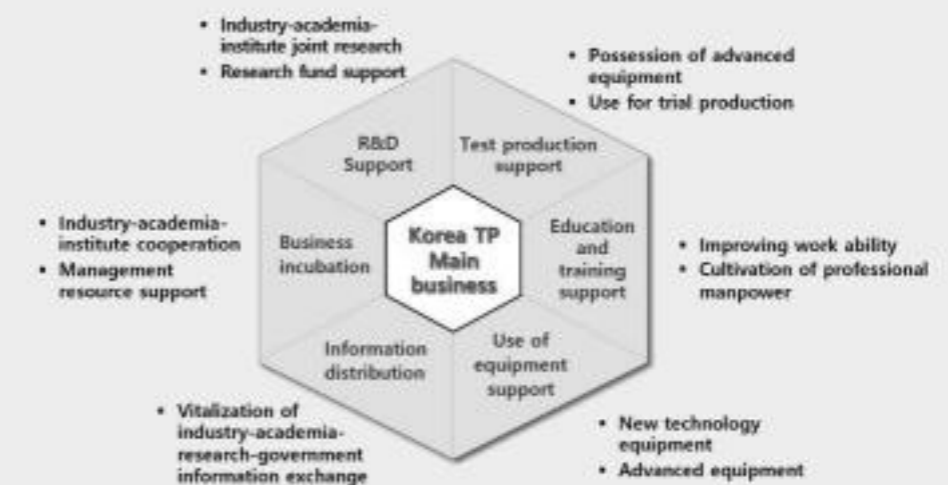 • Industry-academia-
institute joint research
• Research fund support
• Possession of advanced
equipment
• Use for trial production
R&D
Support
Test production
support
• Industry-academia-
institute cooperation
• Management
resource support
Business
incubation
Korea TP
Main
business
Education
and
training
support
• Improving work ability
• Cultivation of professional
manpower
Information
distribution
Use of
equipment
support
• Vitalization of
industry-academia-
research-government
information exchange
• New technology
equipment
• Advanced equipment